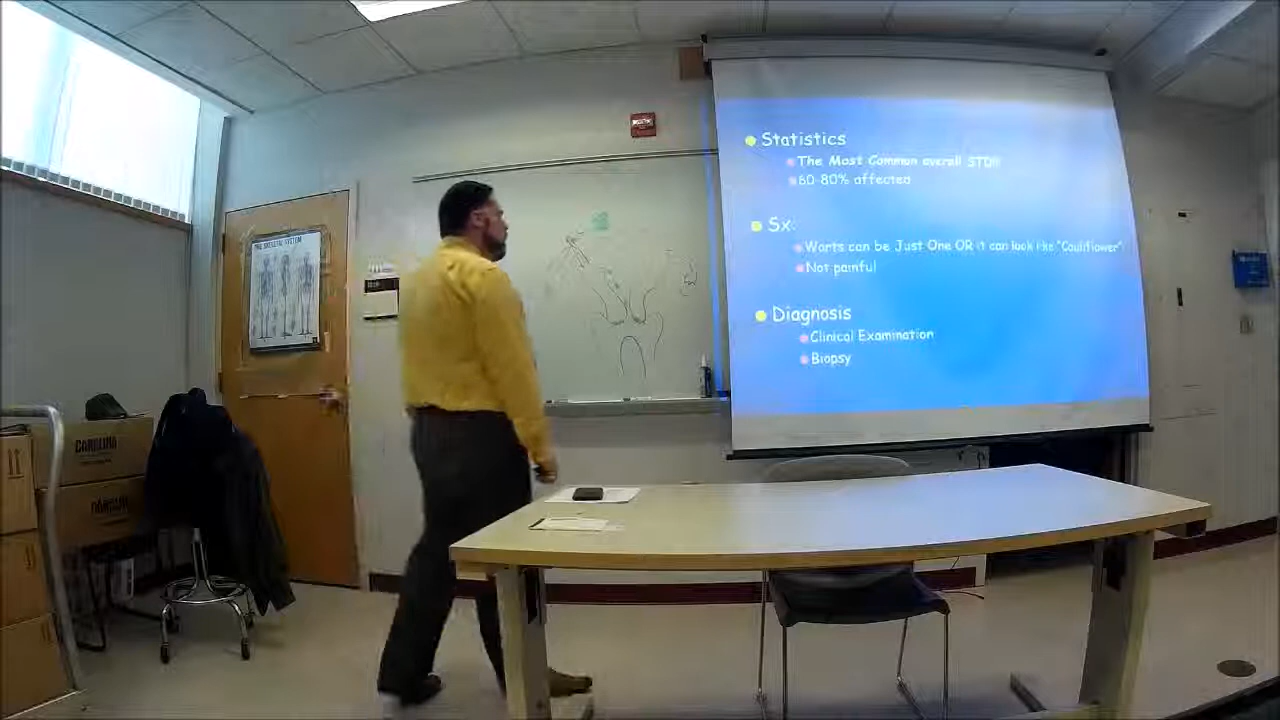 THE SKELETAL SYSTEM
CAROLINA
CAROLINA
Statistics
The Most Common overall STD!!
60-80% affected
Sx:
Warts can be Just One OR it can look like "Cauliflower"
Not painful
Diagnosis
Clinical Examination
Biopsy